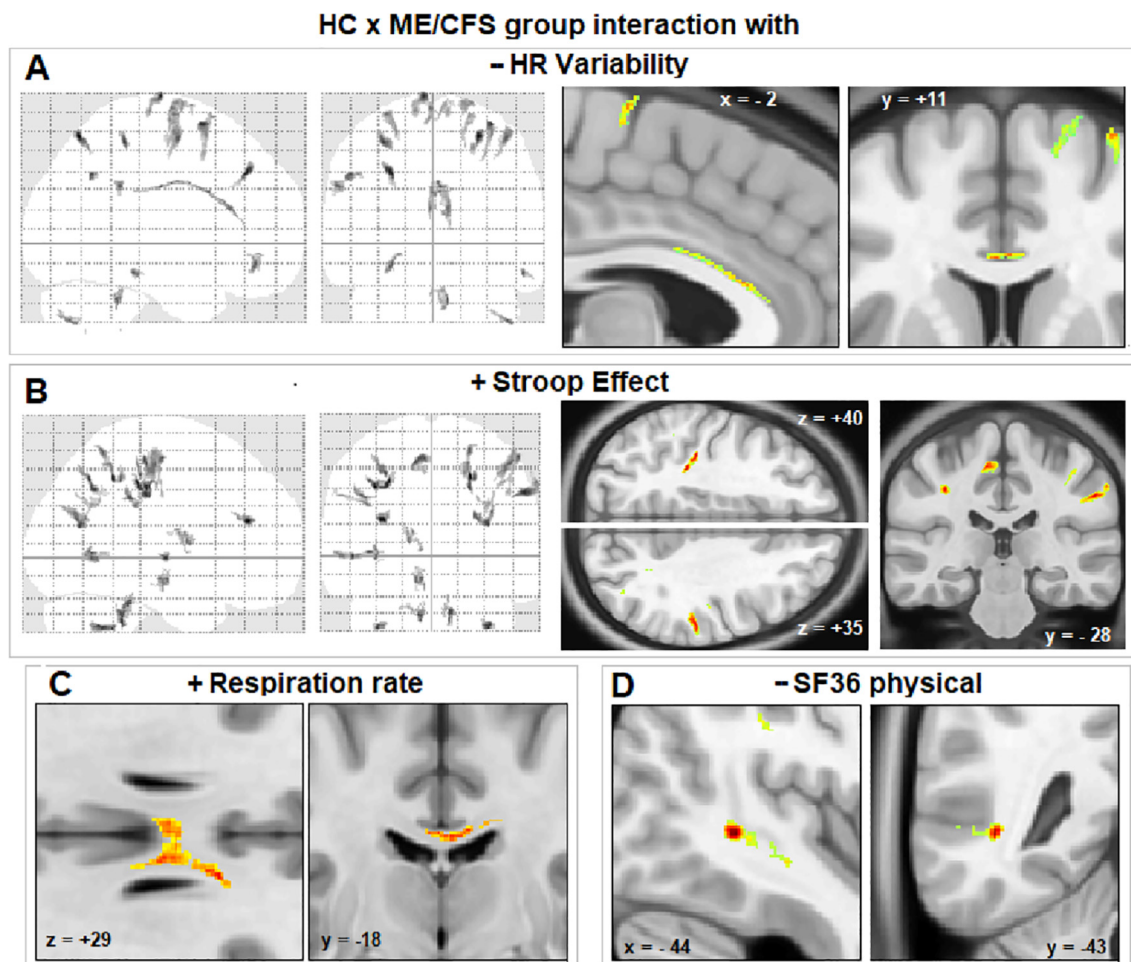 HC x ME/CFS group interaction with
A
– HR Variability
x = - 2
y = +11
B
+ Stroop Effect
z = +40
z = +35
y = - 28
C
+ Respiration rate
z = +29
y = -18
D
– SF36 physical
x = - 44
y = -43